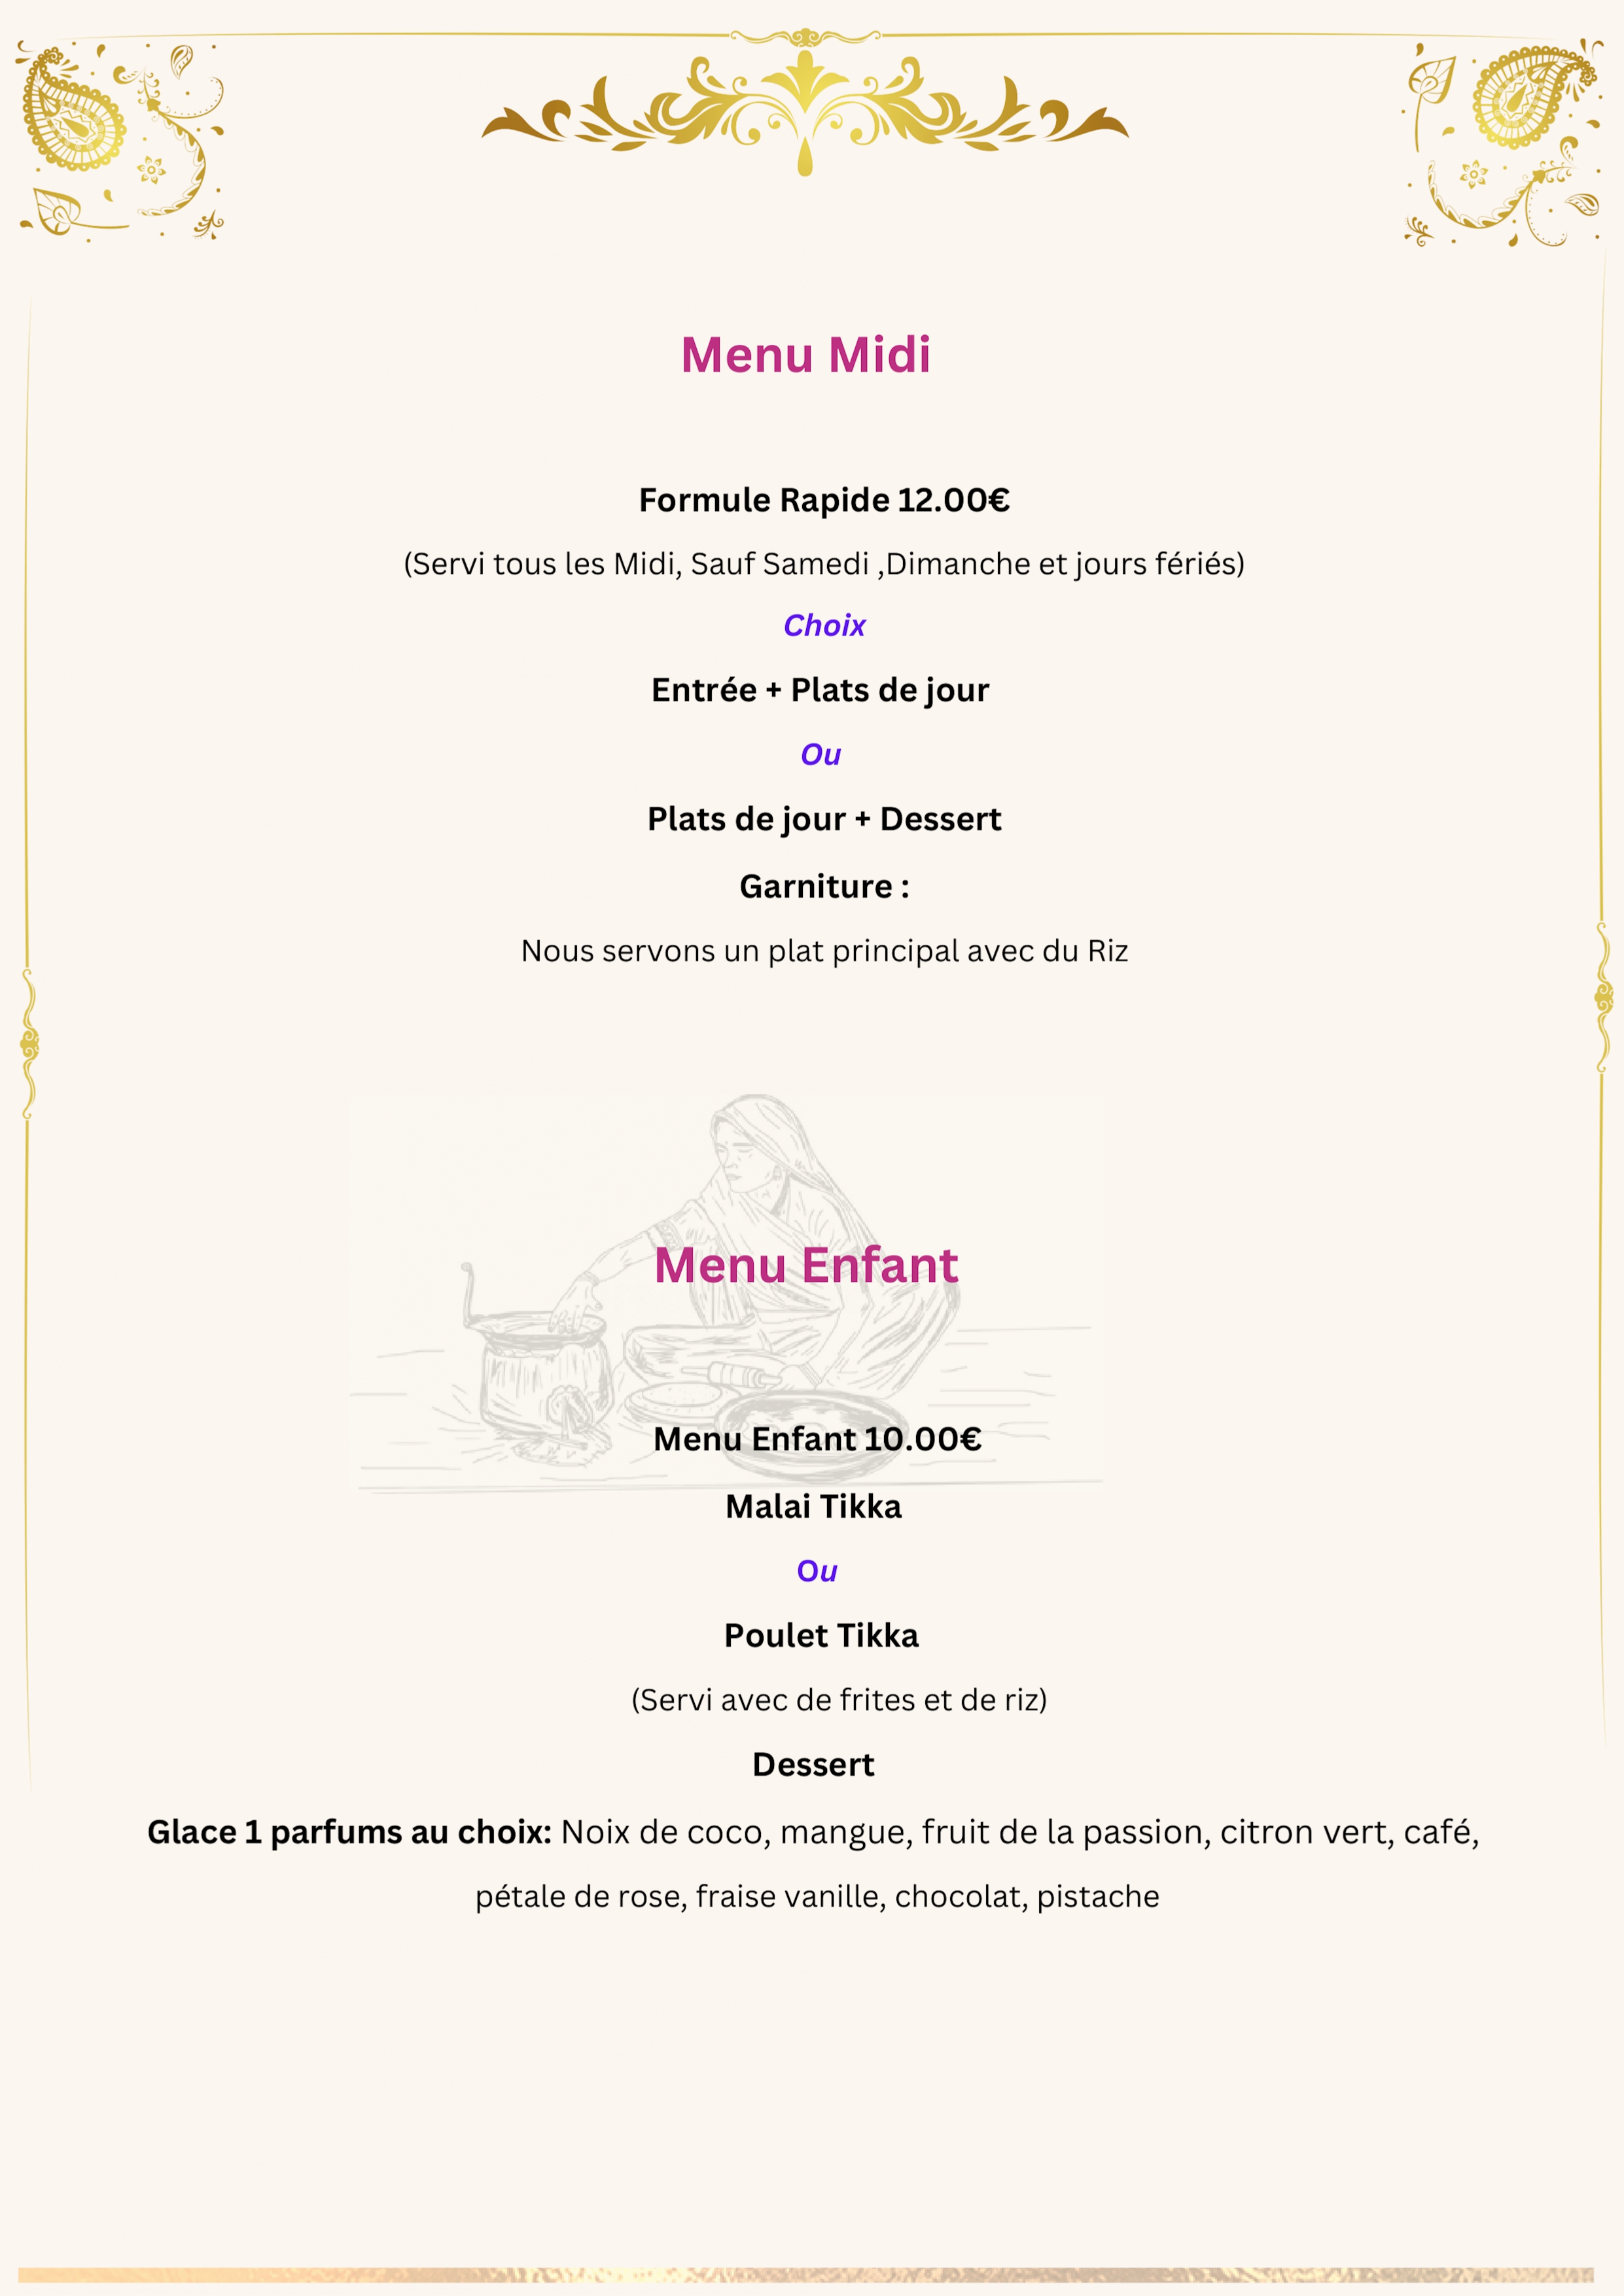 Menu Midi
Formule Rapide 12.00€
(Servi tous les Midi, Sauf Samedi ,Dimanche et jours fériés)
Choix
Entrée + Plats de jour
Ou
Plats de jour + Dessert
Garniture :
Nous servons un plat principal avec du Riz
Menu Enfant
Menu Enfant 10.00€
Malai Tikka
Ou
Poulet Tikka
(Servi avec de frites et de riz)
Dessert
Glace 1 parfums au choix: Noix de coco, mangue, fruit de la passion, citron vert, café,
pétale de rose, fraise vanille, chocolat, pistache